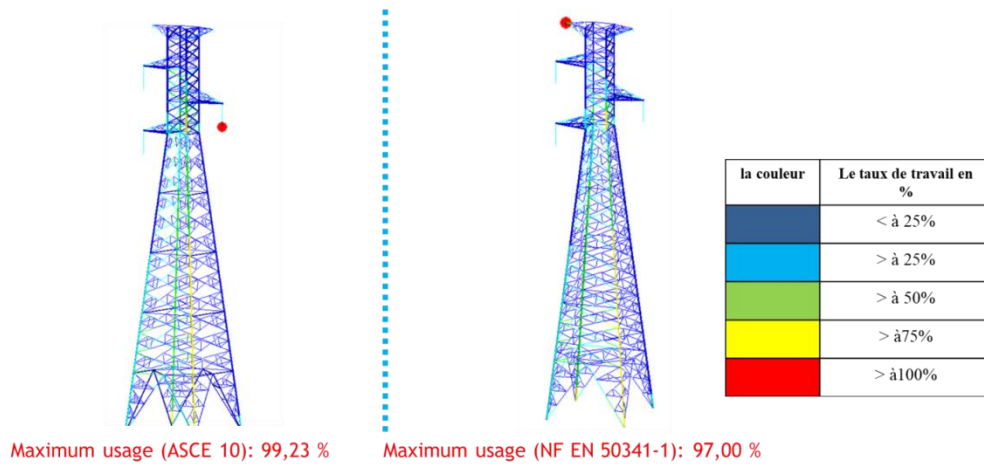 la couleur
Le taux de travail en
%
< à 25%
> à 25%
> à 50%
> à75%
> à100%
Maximum usage (ASCE 10): 99,23 %
Maximum usage (NF EN 50341-1): 97,00 %